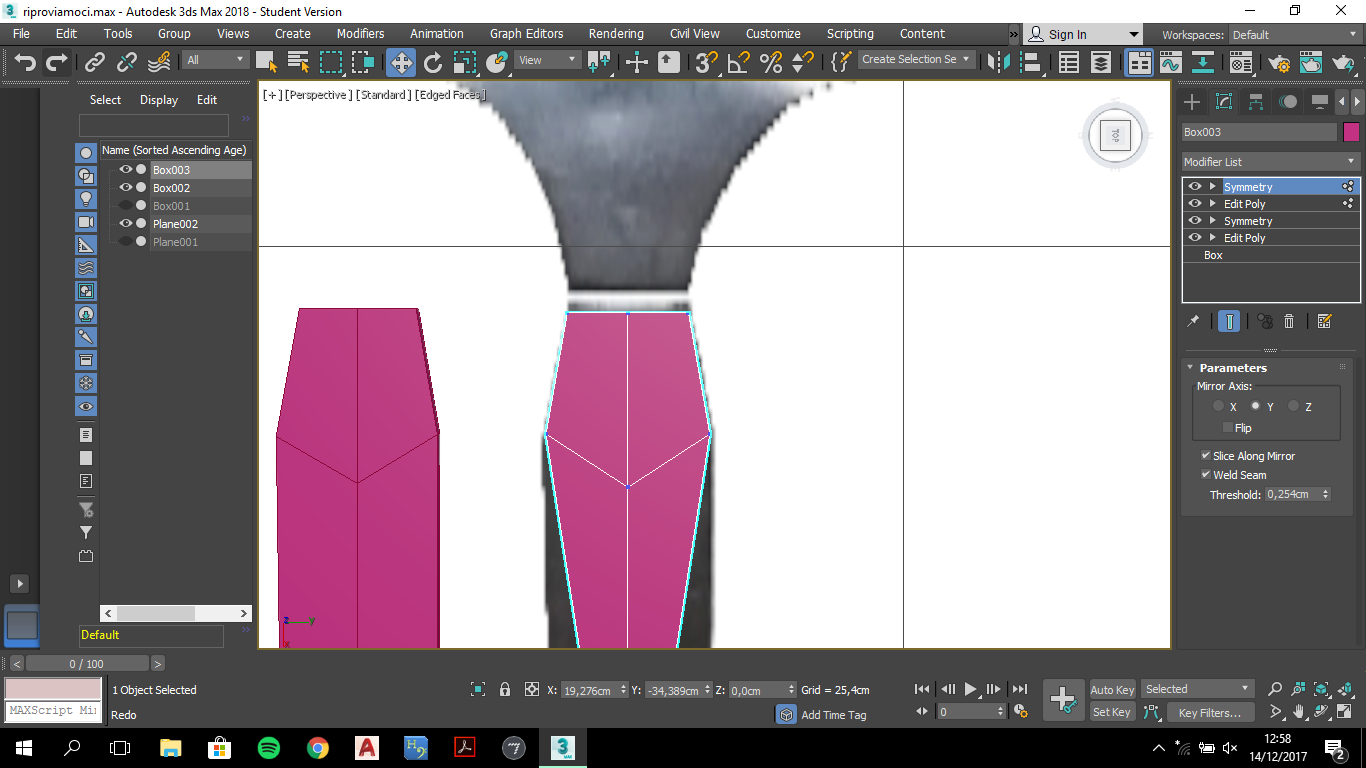 riproviamoci.max - Autodesk 3ds Max 2018 - Student Version
File Edit Tools Group Views Create Modifiers Animation Graph Editors Rendering Civil View Customize Scripting Content » Sign In Workspaces: Default
All View Create Selection Se
Select Display Edit
[+] [Perspective] [Standard] [Edged Faces]
TOP
Name (Sorted Ascending Age)
Box003
Box002
Box001
Plane002
Plane001
Box003
Modifier List
Symmetry
Edit Poly
Symmetry
Edit Poly
Box
Parameters
Mirror Axis:
X Y Z
Flip
Slice Along Mirror
Weld Seam
Threshold: 0,254cm
z y
x
Default
0 / 100
1 Object Selected X: 19,276cm Y: -34,389cm Z: 0,0cm Grid = 25,4cm Auto Key Selected
MAXScript Mi Redo Add Time Tag 0 Set Key Key Filters...
12:58
14/12/2017
2